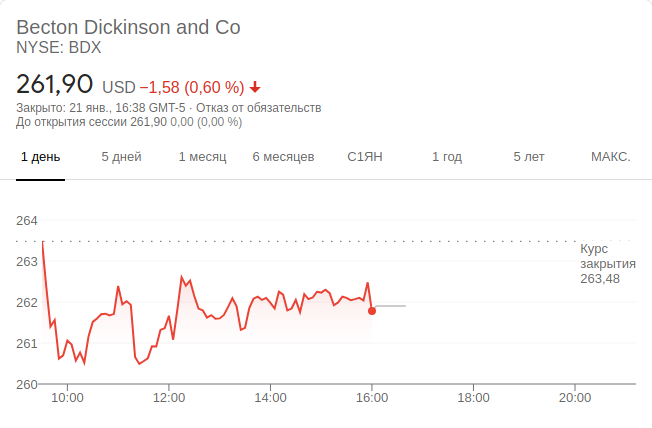 Becton Dickinson and Co
NYSE: BDX
261,90 USD −1,58 (0,60 %)
Закрыто: 21 янв., 16:38 GMT-5 · Отказ от обязательств
До открытия сессии 261,90 0,00 (0,00 %)
1 день 5 дней 1 месяц 6 месяцев С1ЯН 1 год 5 лет МАКС.
264
263
262
261
260
Курс
закрытия
263,48
10:00 12:00 14:00 16:00 18:00 20:00